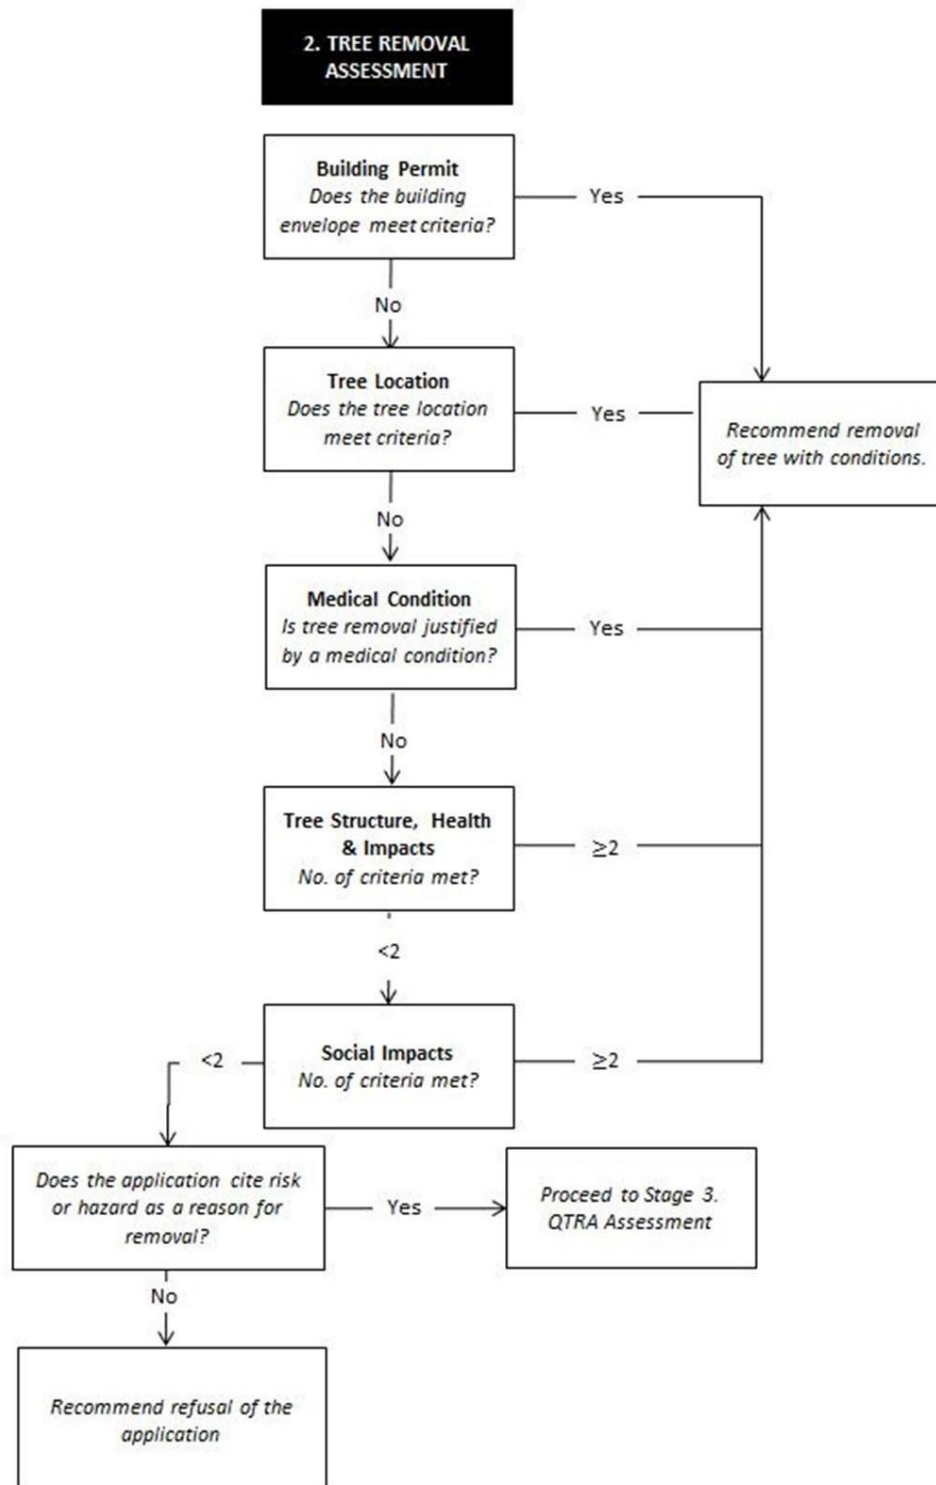 2. TREE REMOVAL
ASSESSMENT
Building Permit
Does the building
envelope meet criteria?
Yes
No
Tree Location
Does the tree location
meet criteria?
Yes
Recommend removal
of tree with conditions.
No
Medical Condition
Is tree removal justified
by a medical condition?
Yes
No
Tree Structure, Health
& Impacts
No. of criteria met?
≥2
<2
Social Impacts
No. of criteria met?
<2
≥2
Does the application cite risk
or hazard as a reason for
removal?
Yes
Proceed to Stage 3.
QTRA Assessment
No
Recommend refusal of the
application